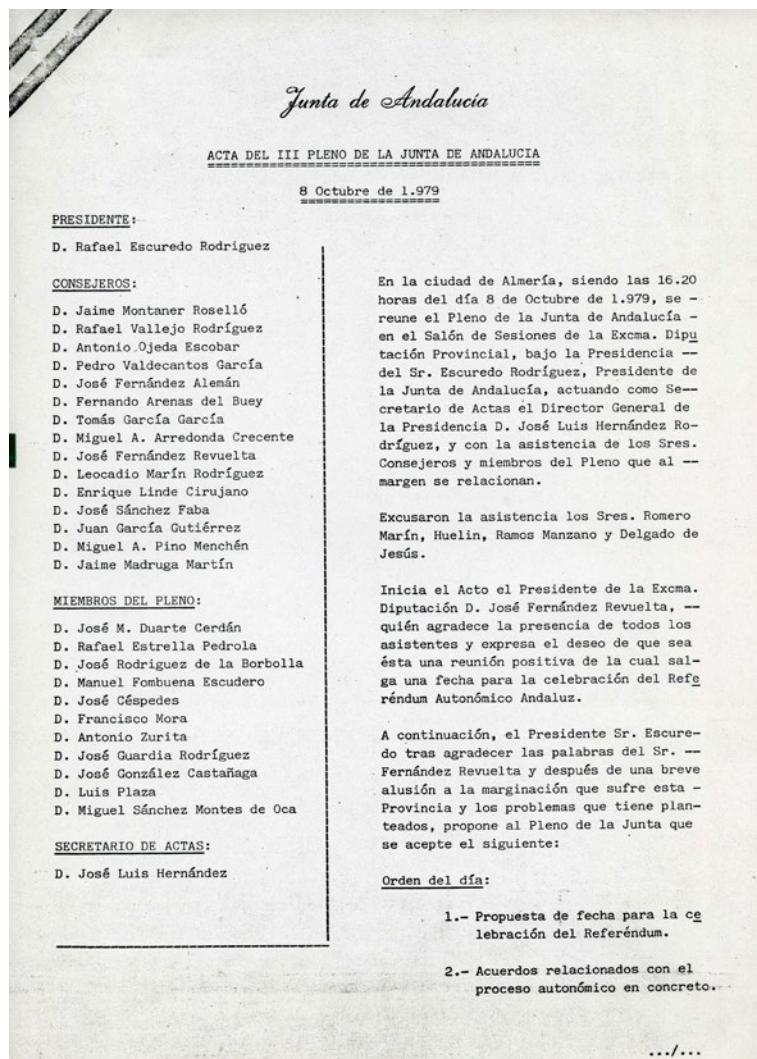 Junta de Andalucía
ACTA DEL III PLENO DE LA JUNTA DE ANDALUCIA
8 Octubre de 1.979
PRESIDENTE:
D. Rafael Escuredo Rodriguez
CONSEJEROS:
D. Jaime Montaner Roselló
D. Rafael Vallejo Rodríguez
D. Antonio Ojeda Escobar
D. Pedro Valdecantos García
D. José Fernández Alemán
D. Fernando Arenas del Buey
D. Tomás García García
D. Miguel A. Arredonda Crecente
D. José Fernández Revuelta
D. Leocadio Marín Rodríguez
D. Enrique Linde Cirujano
D. José Sánchez Faba
D. Juan García Gutiérrez
D. Miguel A. Pino Menchén
D. Jaime Madruga Martín
MIEMBROS DEL PLENO:
D. José M. Duarte Cerdán
D. Rafael Estrella Pedrola
D. José Rodriguez de la Borbolla
D. Manuel Fombuena Escudero
D. José Céspedes
D. Francisco Mora
D. Antonio Zurita
D. José Guardia Rodríguez
D. José González Castañaga
D. Luis Plaza
D. Miguel Sánchez Montes de Oca
SECRETARIO DE ACTAS:
D. José Luis Hernández
En la ciudad de Almería, siendo las 16.20
horas del día 8 de Octubre de 1.979, se -
reune el Pleno de la Junta de Andalucía -
en el Salón de Sesiones de la Excma. Dipu
tación Provincial, bajo la Presidencia --
del Sr. Escuredo Rodríguez, Presidente de
la Junta de Andalucía, actuando como Se--
cretario de Actas el Director General de
la Presidencia D. José Luis Hernández Ro-
dríguez, y con la asistencia de los Sres.
Consejeros y miembros del Pleno que al --
margen se relacionan.
Excusaron la asistencia los Sres. Romero
Marín, Huelin, Ramos Manzano y Delgado de
Jesús.
Inicia el Acto el Presidente de la Excma.
Diputación D. José Fernández Revuelta, --
quién agradece la presencia de todos los
asistentes y expresa el deseo de que sea
ésta una reunión positiva de la cual sal-
ga una fecha para la celebración del Refe
réndum Autonómico Andaluz.
A continuación, el Presidente Sr. Escure-
do tras agradecer las palabras del Sr. --
Fernández Revuelta y después de una breve
alusión a la marginación que sufre esta -
Provincia y los problemas que tiene plan-
teados, propone al Pleno de la Junta que
se acepte el siguiente:
Orden del día:
1.- Propuesta de fecha para la ce
lebración del Referéndum.
2.- Acuerdos relacionados con el
proceso autonómico en concreto.
.../...